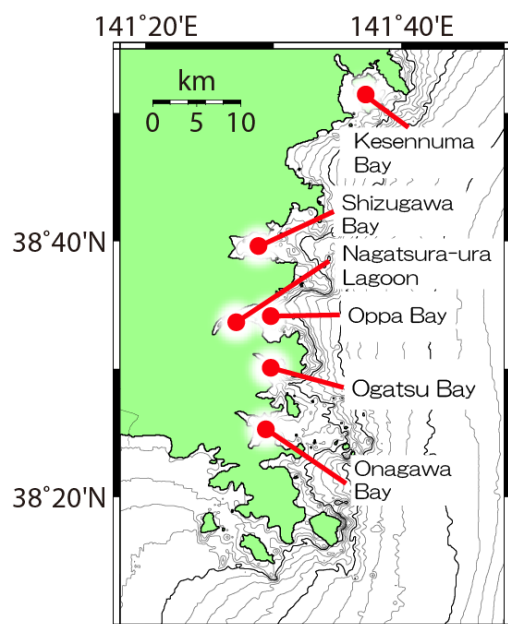 141°20'E
141°40'E
km
0 5 10
Kesennuma
Bay
Shizugawa
Bay
38°40'N
Nagatsura-ura
Lagoon
Oppa Bay
Ogatsu Bay
Onagawa
Bay
38°20'N